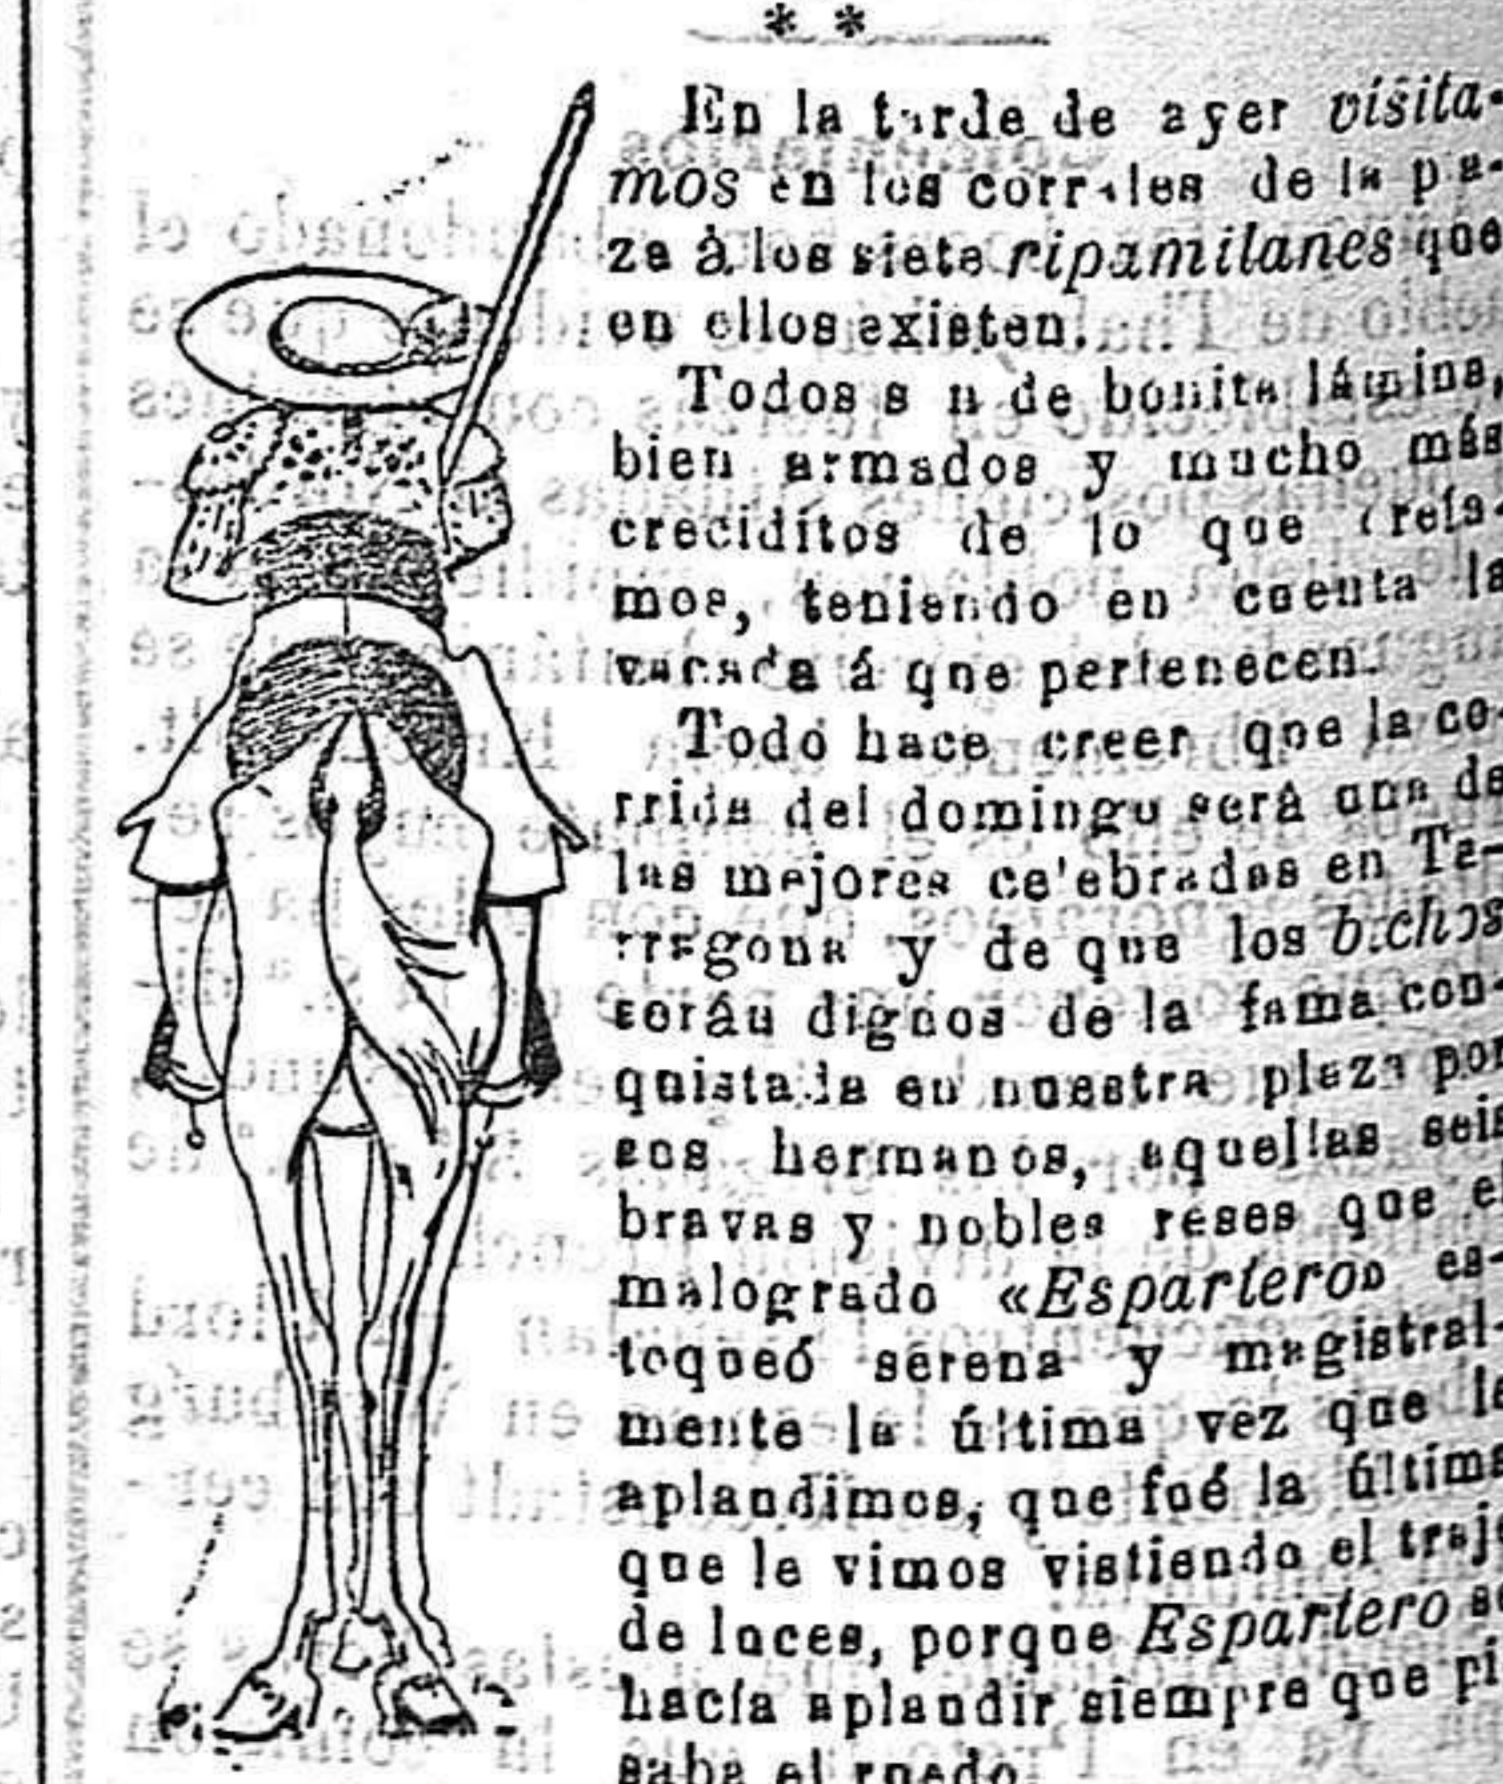 * *
En la tarde de ayer visita-
mos en los corrales de la pa-
za á los siete ripamilanes que
en ellos existen.
Todos s n de bonita lámina,
bien armados y mucho más
creciditos de lo que creía-
mos, teniendo en cuenta la
vacada á que pertenecen.
Todo hace creer que la co-
rrida del domingo será una de
las mejores celebradas en Ta-
rragona y de que los bichos
serán dignos de la fama con-
quistada en nuestra plaza por
sus hermanos, aquellas seis
bravas y nobles reses que el
malogrado «Espartero» es-
toqueó serena y magistral-
mente la última vez que le
aplaudimos, que fué la última
que le vimos vistiendo el traje
de luces, porque Espartero se
hacía aplaudir siempre que pi-
saba el ruedo.